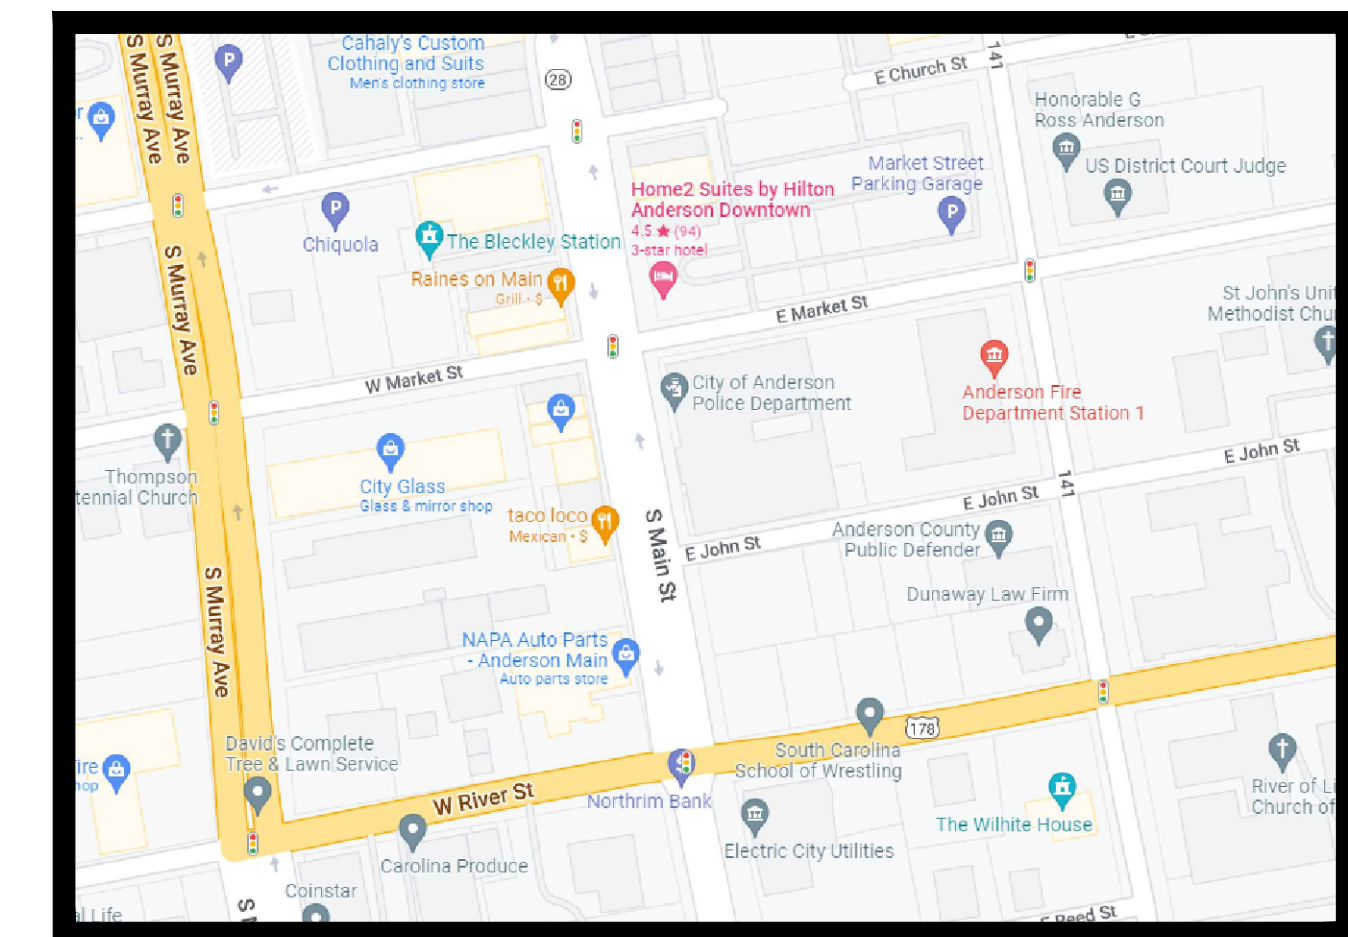 S Murray Ave
S Murray Ave
P
Cahaly's Custom
Clothing and Suits
Men's clothing store
28
E Church St
141
Honorable G
Ross Anderson
US District Court Judge
Market Street
Parking Garage
P
Home2 Suites by Hilton
Anderson Downtown
4.5 ★ (94)
3-star hotel
P
Chiquola
The Bleckley Station
Raines on Main
Grill · $
S Murray Ave
E Market St
St John's Unit
Methodist Chu
W Market St
City of Anderson
Police Department
Anderson Fire
Department Station 1
Thompson
tennial Church
City Glass
Glass & mirror shop
taco loco
Mexican · $
S Main St
E John St
E John St
E John St
141
Anderson County
Public Defender
Dunaway Law Firm
S Murray Ave
NAPA Auto Parts
- Anderson Main
Auto parts store
David's Complete
Tree & Lawn Service
W River St
Northrim Bank
South Carolina
School of Wrestling
178
ire
hop
River of Li
Church of
The Wilhite House
Electric City Utilities
Carolina Produce
Coinstar
al Life
E Reed St